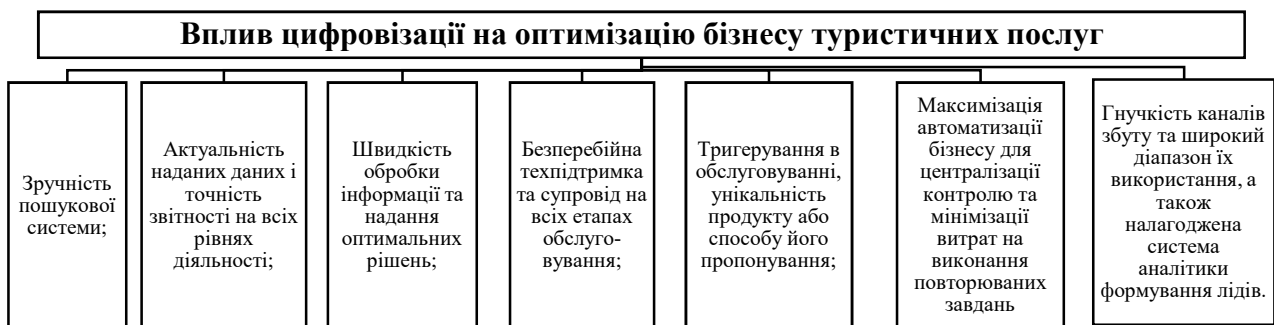 Вплив цифровізації на оптимізацію бізнесу туристичних послуг
Зручність
пошукової
системи;
Актуальність
наданих даних і
точність
звітності на всіх
рівнях
діяльності;
Швидкість
обробки
інформації та
надання
оптимальних
рішень;
Безперебійна
техпідтримка
та супровід на
всіх етапах
обслуго-
вування;
Тригерування в
обслуговуванні,
унікальність
продукту або
способу його
пропонування;
Максимізація
автоматизації
бізнесу для
централізації
контролю та
мінімізації
витрат на
виконання
повторюваних
завдань
Гнучкість каналів
збуту та широкий
діапазон їх
використання, а
також
налагоджена
система
аналітики
формування лідів.